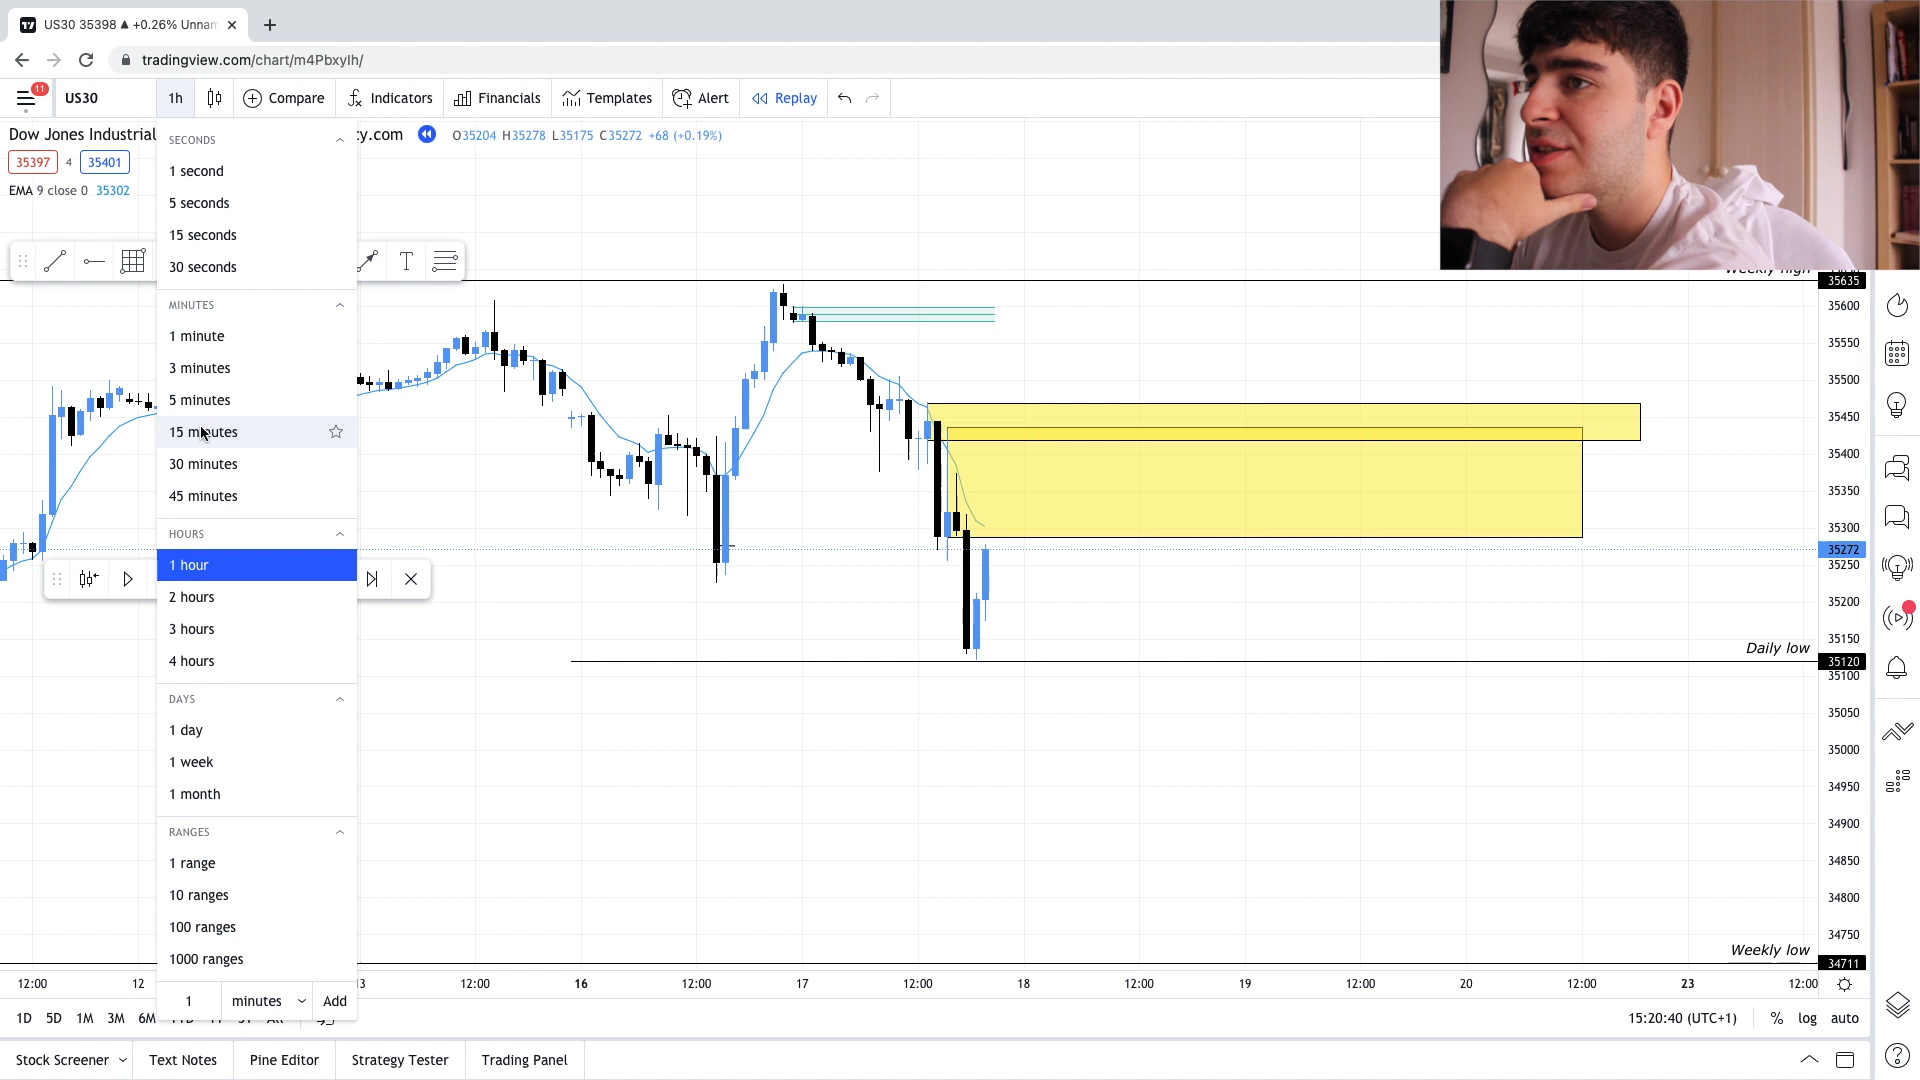 US30 35398 ▲ +0.26% Unnam
tradingview.com/chart/m4PbxyIh/
11
US30
1h
Compare
Indicators
Financials
Templates
Alert
Replay
Dow Jones Industrial
cy.com
O35204 H35278 L35175 C35272 +68 (+0.19%)
35397 4 35401
EMA 9 close 0 35302
T
SECONDS
1 second
5 seconds
15 seconds
30 seconds
MINUTES
1 minute
3 minutes
5 minutes
15 minutes
30 minutes
45 minutes
HOURS
1 hour
2 hours
3 hours
4 hours
DAYS
1 day
1 week
1 month
RANGES
1 range
10 ranges
100 ranges
1000 ranges
1 minutes Add
Weekly high
35635
35600
35550
35500
35450
35400
35350
35300
35272
35250
35200
35150
Daily low
35120
35100
35050
35000
34950
34900
34850
34800
34750
Weekly low
34711
12:00 12 3 12:00 16 12:00 17 12:00 18 12:00 19 12:00 20 12:00 23 12:00
1D 5D 1M 3M 6M
15:20:40 (UTC+1) % log auto
Stock Screener Text Notes Pine Editor Strategy Tester Trading Panel